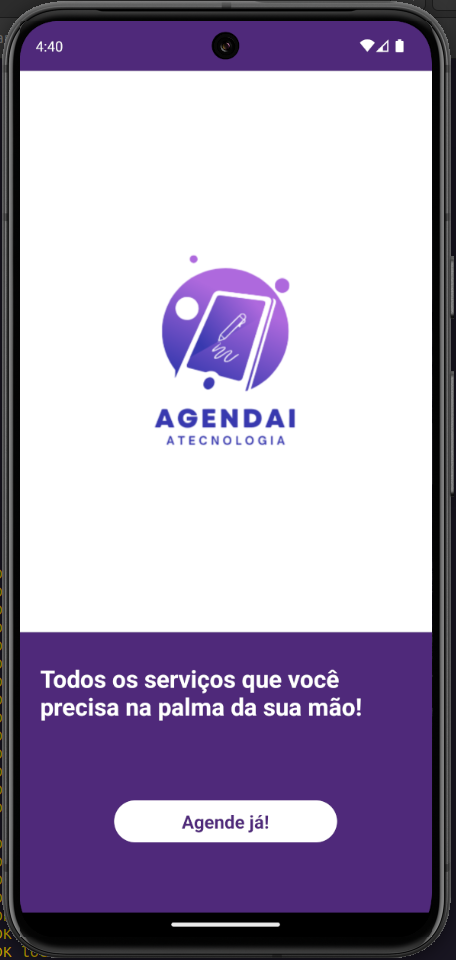 4:40
AGENDAI
ATECNOLOGIA
Todos os serviços que você
precisa na palma da sua mão!
Agende já!